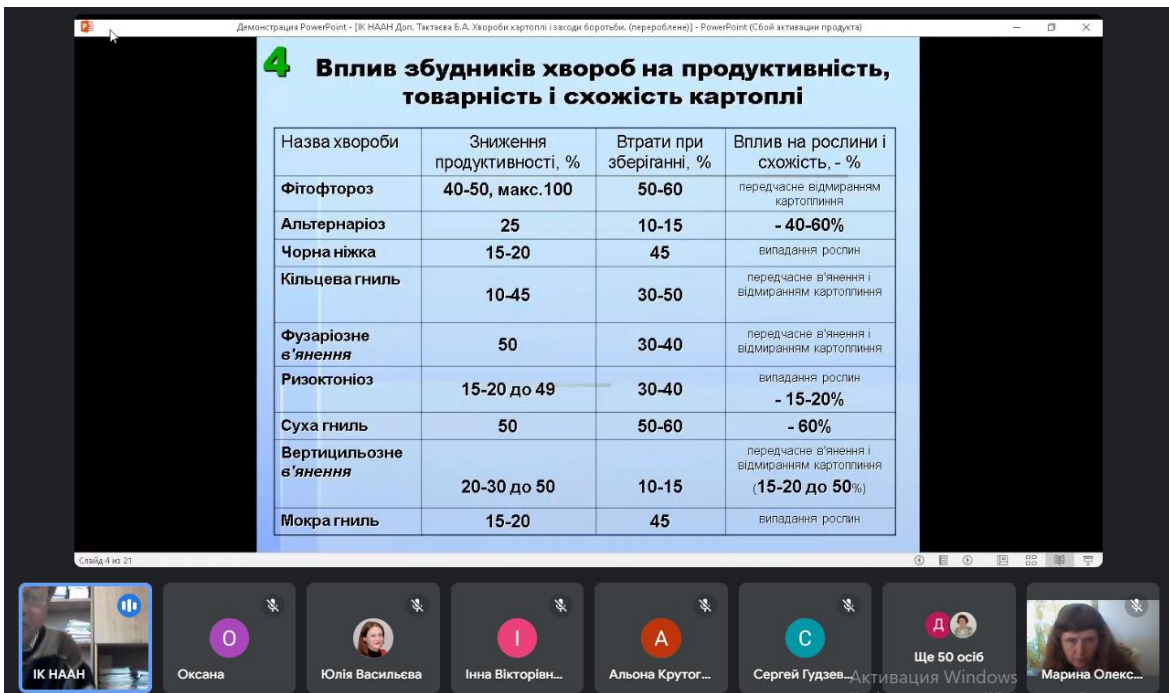 Демонстрация PowerPoint - [ІК НААН Доп. Тактаєва Б.А. Хвороби картоплі і заходи боротьби. (перероблене)] - PowerPoint (Сбой активации продукта)
4 Вплив збудників хвороб на продуктивність,
товарність і схожість картоплі
Назва хвороби
Зниження
продуктивності, %
Втрати при
зберіганні, %
Вплив на рослини і
схожість, - %
Фітофтороз
40-50, макс.100
50-60
передчасне відмиранням
картоплиння
Альтернаріоз
25
10-15
- 40-60%
Чорна ніжка
15-20
45
випадання рослин
Кільцева гниль
10-45
30-50
передчасне в'янення і
відмиранням картоплиння
Фузаріозне
в'янення
50
30-40
передчасне в'янення і
відмиранням картоплиння
Ризоктоніоз
15-20 до 49
30-40
випадання рослин
- 15-20%
Суха гниль
50
50-60
- 60%
Вертицильозне
в'янення
20-30 до 50
10-15
передчасне в'янення і
відмиранням картоплиння
(15-20 до 50%)
Мокра гниль
15-20
45
випадання рослин
Слайд 4 из 21
ІК НААН
О
Оксана
Юлія Васильєва
І
Інна Вікторівн...
А
Альона Крутог...
С
Сергей Гудзев...
Д
Ще 50 осіб
Активация Windows
Марина Олекс...